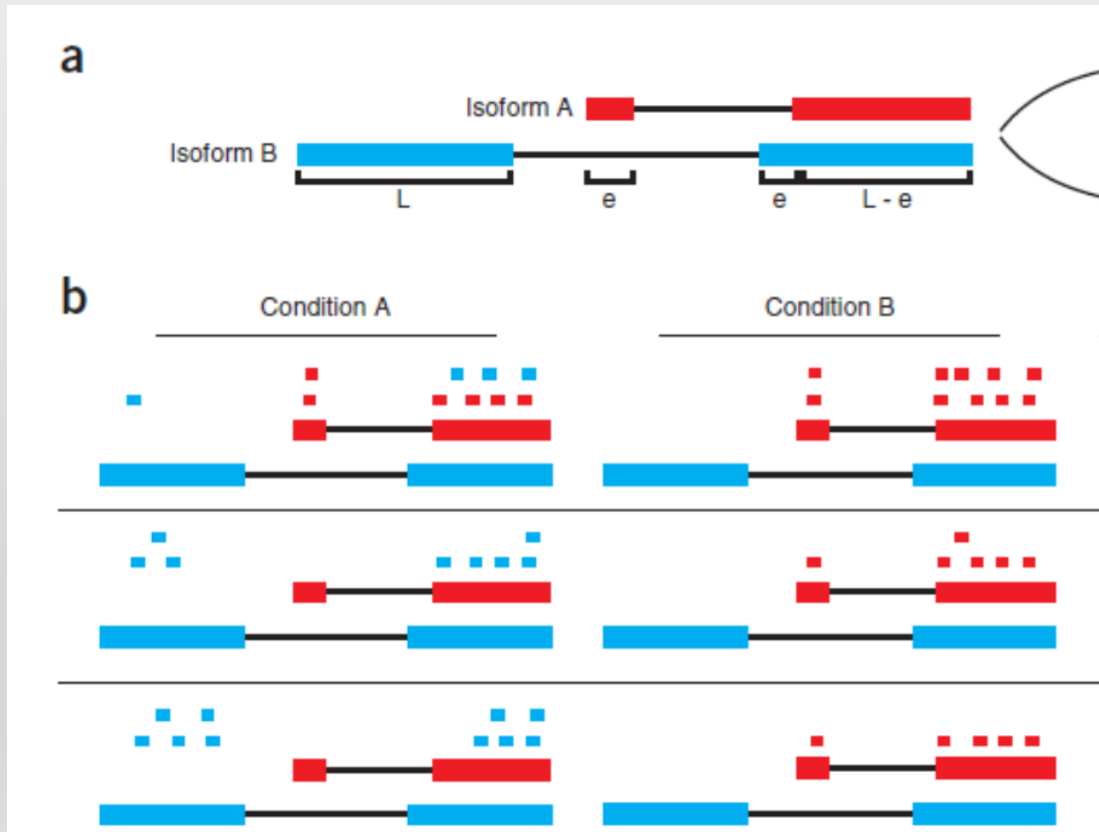 a
Isoform A
Isoform B
L
e
e
L - e
b
Condition A
Condition B